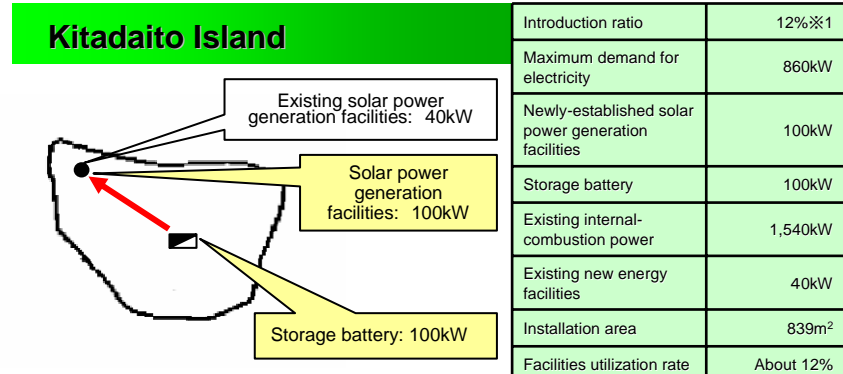 Kitadaito Island
Existing solar power
generation facilities: 40kW
Solar power
generation
facilities: 100kW
Storage battery: 100kW
Introduction ratio 12%※1
Maximum demand for
electricity 860kW
Newly-established solar
power generation
facilities 100kW
Storage battery 100kW
Existing internal-
combustion power 1,540kW
Existing new energy
facilities 40kW
Installation area 839m²
Facilities utilization rate About 12%